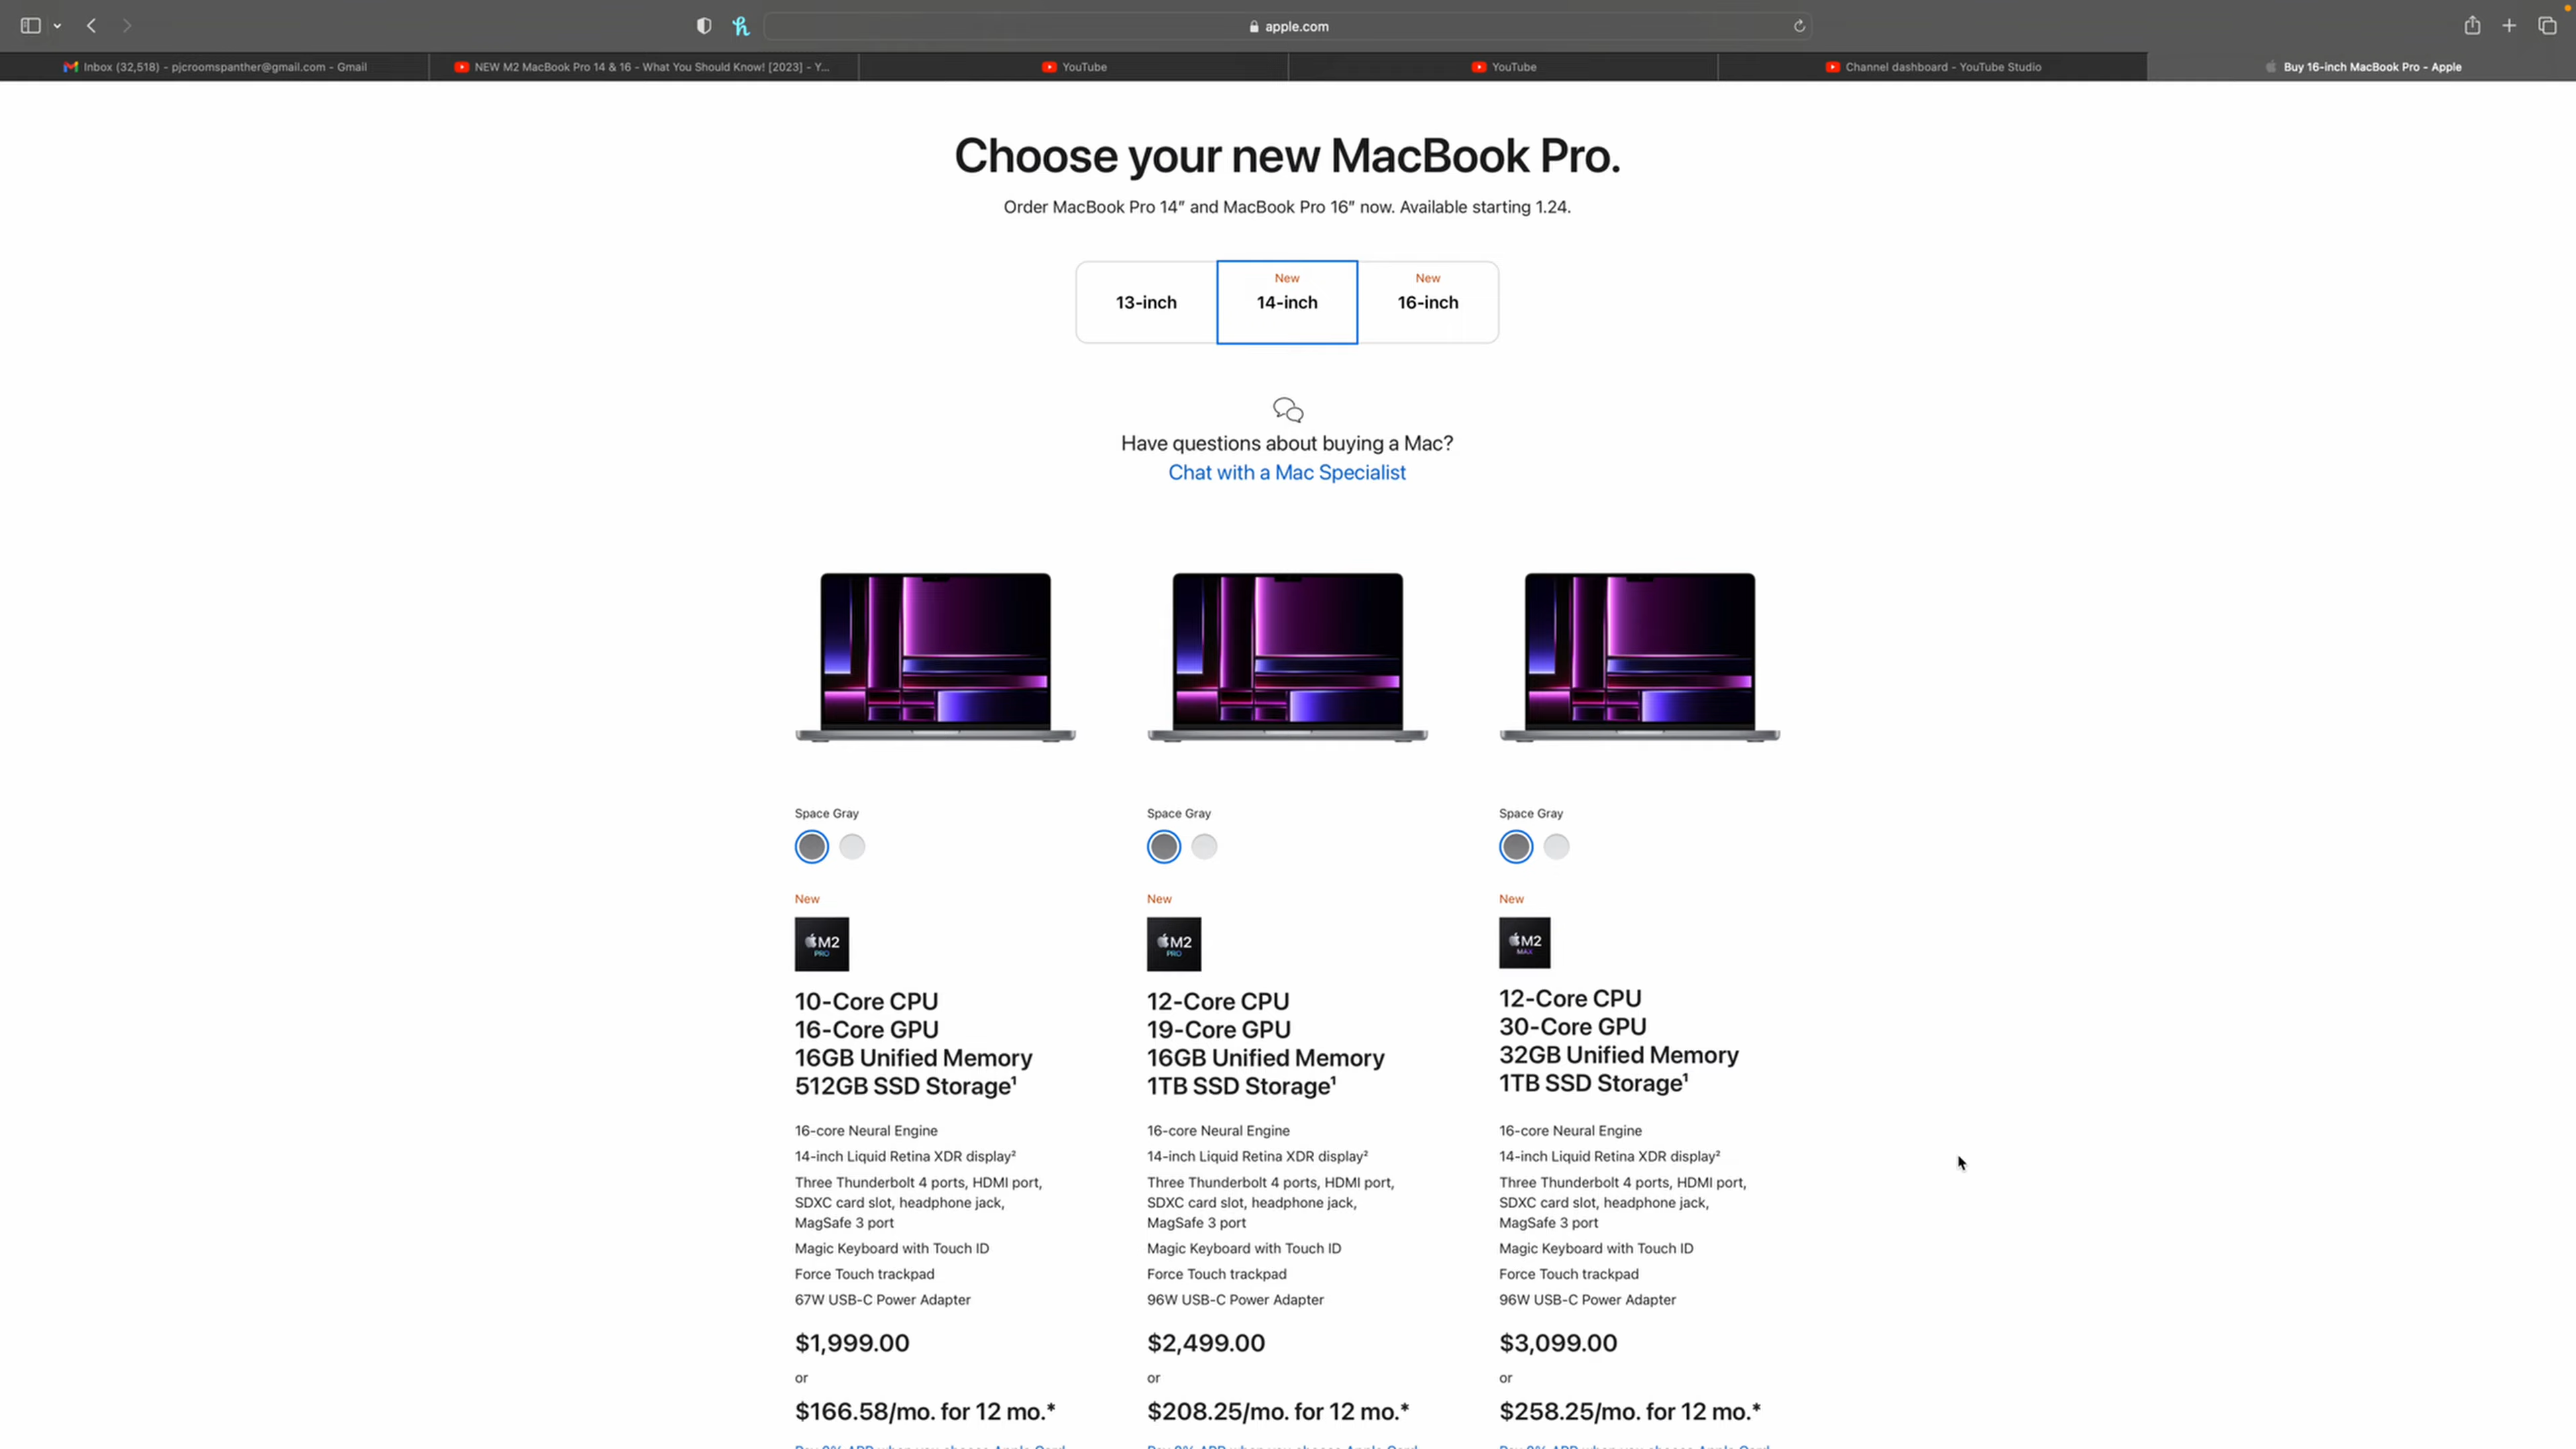 apple.com
Inbox (32,518) - pjcroomspanther@gmail.com - Gmail
NEW M2 MacBook Pro 14 & 16 - What You Should Know! [2023] - Y...
YouTube
YouTube
Channel dashboard - YouTube Studio
Buy 16-inch MacBook Pro - Apple
Choose your new MacBook Pro.
Order MacBook Pro 14″ and MacBook Pro 16″ now. Available starting 1.24.
13-inch
New
14-inch
New
16-inch
Have questions about buying a Mac?
Chat with a Mac Specialist
Space Gray
New
M2
PRO
10-Core CPU
16-Core GPU
16GB Unified Memory
512GB SSD Storage¹
16-core Neural Engine
14-inch Liquid Retina XDR display²
Three Thunderbolt 4 ports, HDMI port,
SDXC card slot, headphone jack,
MagSafe 3 port
Magic Keyboard with Touch ID
Force Touch trackpad
67W USB-C Power Adapter
$1,999.00
or
$166.58/mo. for 12 mo.*
Space Gray
New
M2
PRO
12-Core CPU
19-Core GPU
16GB Unified Memory
1TB SSD Storage¹
16-core Neural Engine
14-inch Liquid Retina XDR display²
Three Thunderbolt 4 ports, HDMI port,
SDXC card slot, headphone jack,
MagSafe 3 port
Magic Keyboard with Touch ID
Force Touch trackpad
96W USB-C Power Adapter
$2,499.00
or
$208.25/mo. for 12 mo.*
Space Gray
New
M2
MAX
12-Core CPU
30-Core GPU
32GB Unified Memory
1TB SSD Storage¹
16-core Neural Engine
14-inch Liquid Retina XDR display²
Three Thunderbolt 4 ports, HDMI port,
SDXC card slot, headphone jack,
MagSafe 3 port
Magic Keyboard with Touch ID
Force Touch trackpad
96W USB-C Power Adapter
$3,099.00
or
$258.25/mo. for 12 mo.*